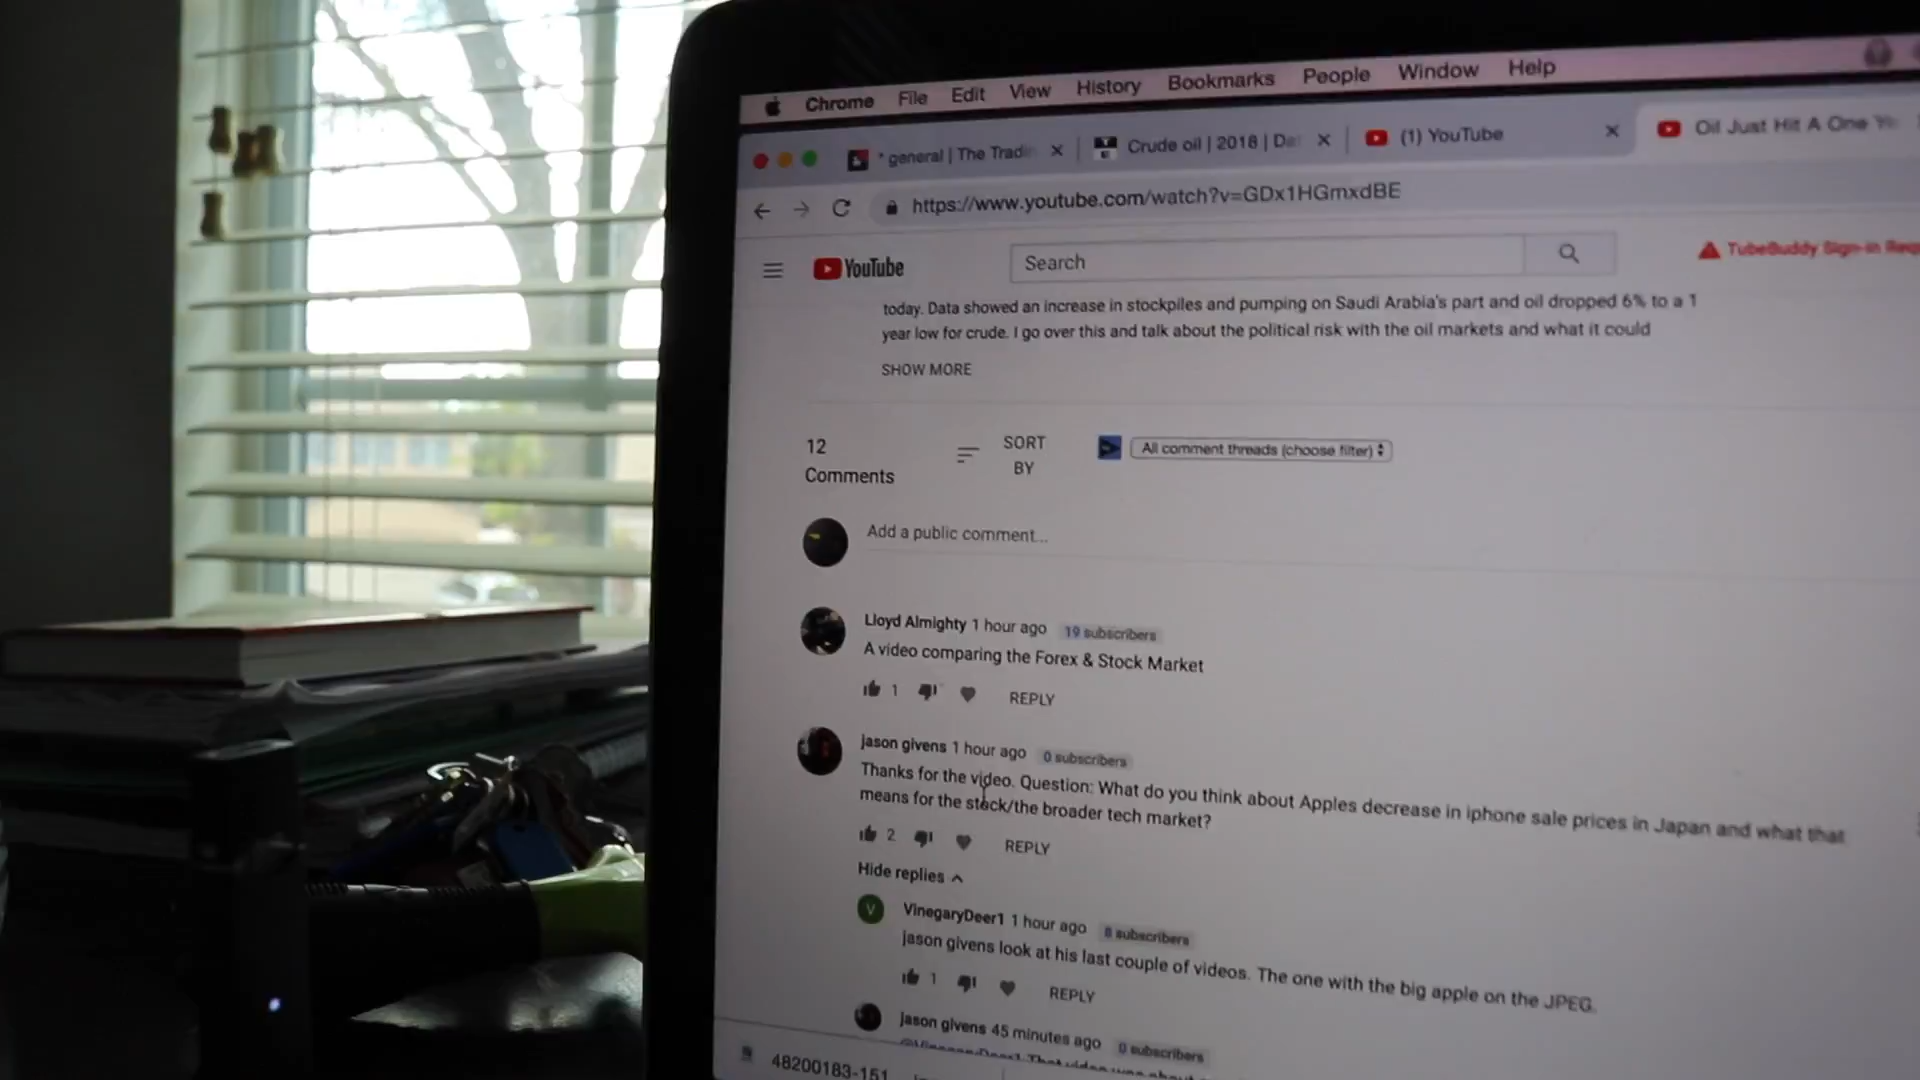 Chrome File Edit View History Bookmarks People Window Help
* general | The Tradin
Crude oil | 2018 | Da
(1) YouTube
Oil Just Hit A One
https://www.youtube.com/watch?v=GDx1HGmxdBE
YouTube
Search
TubeBuddy Sign-in Req
today. Data showed an increase in stockpiles and pumping on Saudi Arabia's part and oil dropped 6% to a 1
year low for crude. I go over this and talk about the political risk with the oil markets and what it could
SHOW MORE
12
Comments
SORT
BY
All comment threads (choose filter)
Add a public comment...
Lloyd Almighty 1 hour ago 19 subscribers
A video comparing the Forex & Stock Market
1 REPLY
jason givens 1 hour ago 0 subscribers
Thanks for the video. Question: What do you think about Apples decrease in iphone sale prices in Japan and what that
means for the stock/the broader tech market?
2 REPLY
Hide replies
V
VinegaryDeer1 1 hour ago 8 subscribers
jason givens look at his last couple of videos. The one with the big apple on the JPEG.
1 REPLY
jason givens 45 minutes ago 0 subscribers
@VinegaryDeer1 That video was about
48200183-151